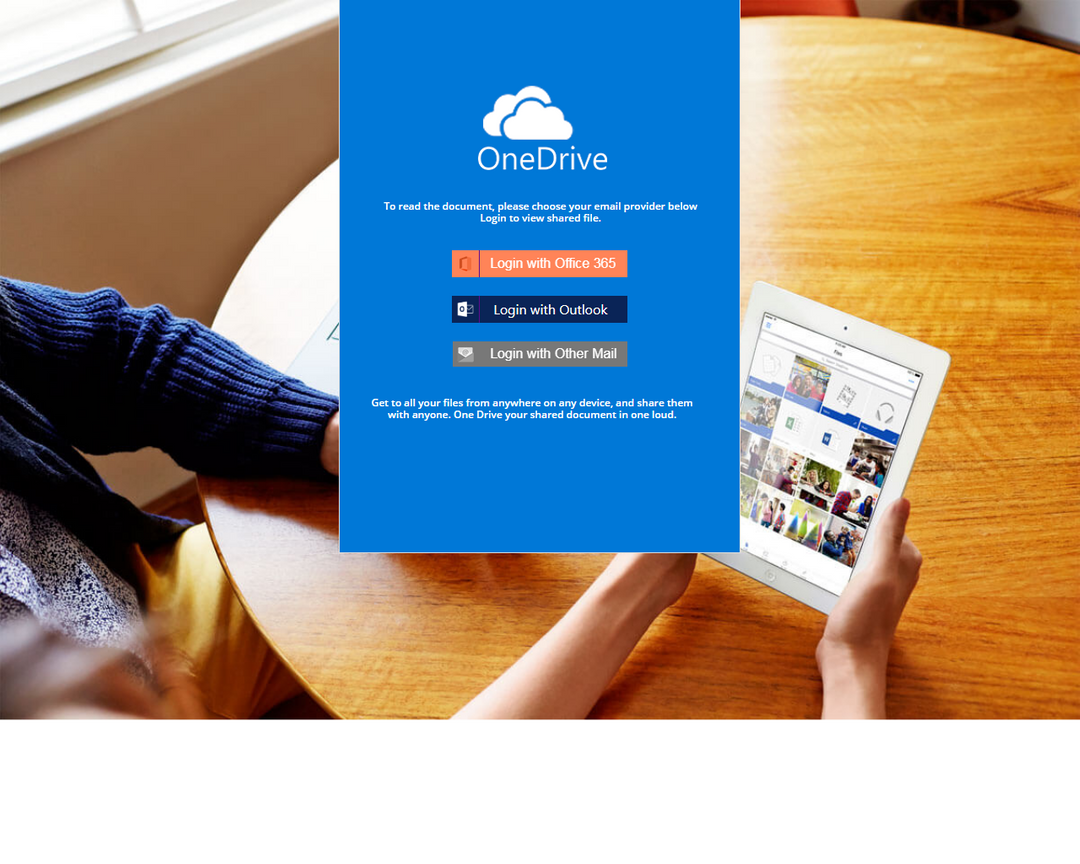 OneDrive
To read the document, please choose your email provider below
Login to view shared file.
Login with Office 365
Login with Outlook
Login with Other Mail
Get to all your files from anywhere on any device, and share them
with anyone. One Drive your shared document in one loud.